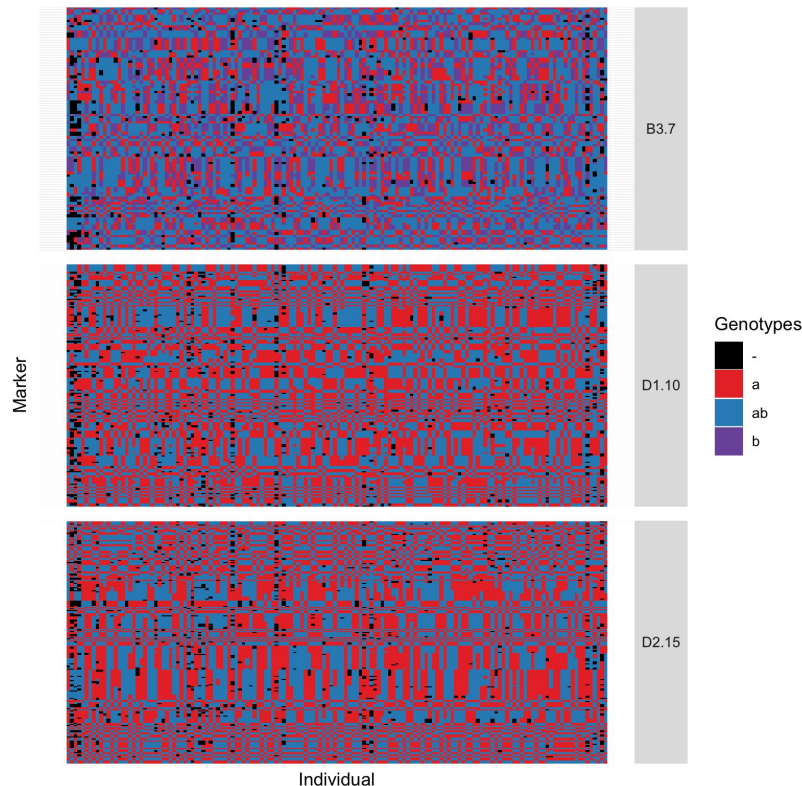 B3.7
D1.10
D2.15
Marker
Individual
Genotypes
-
a
ab
b